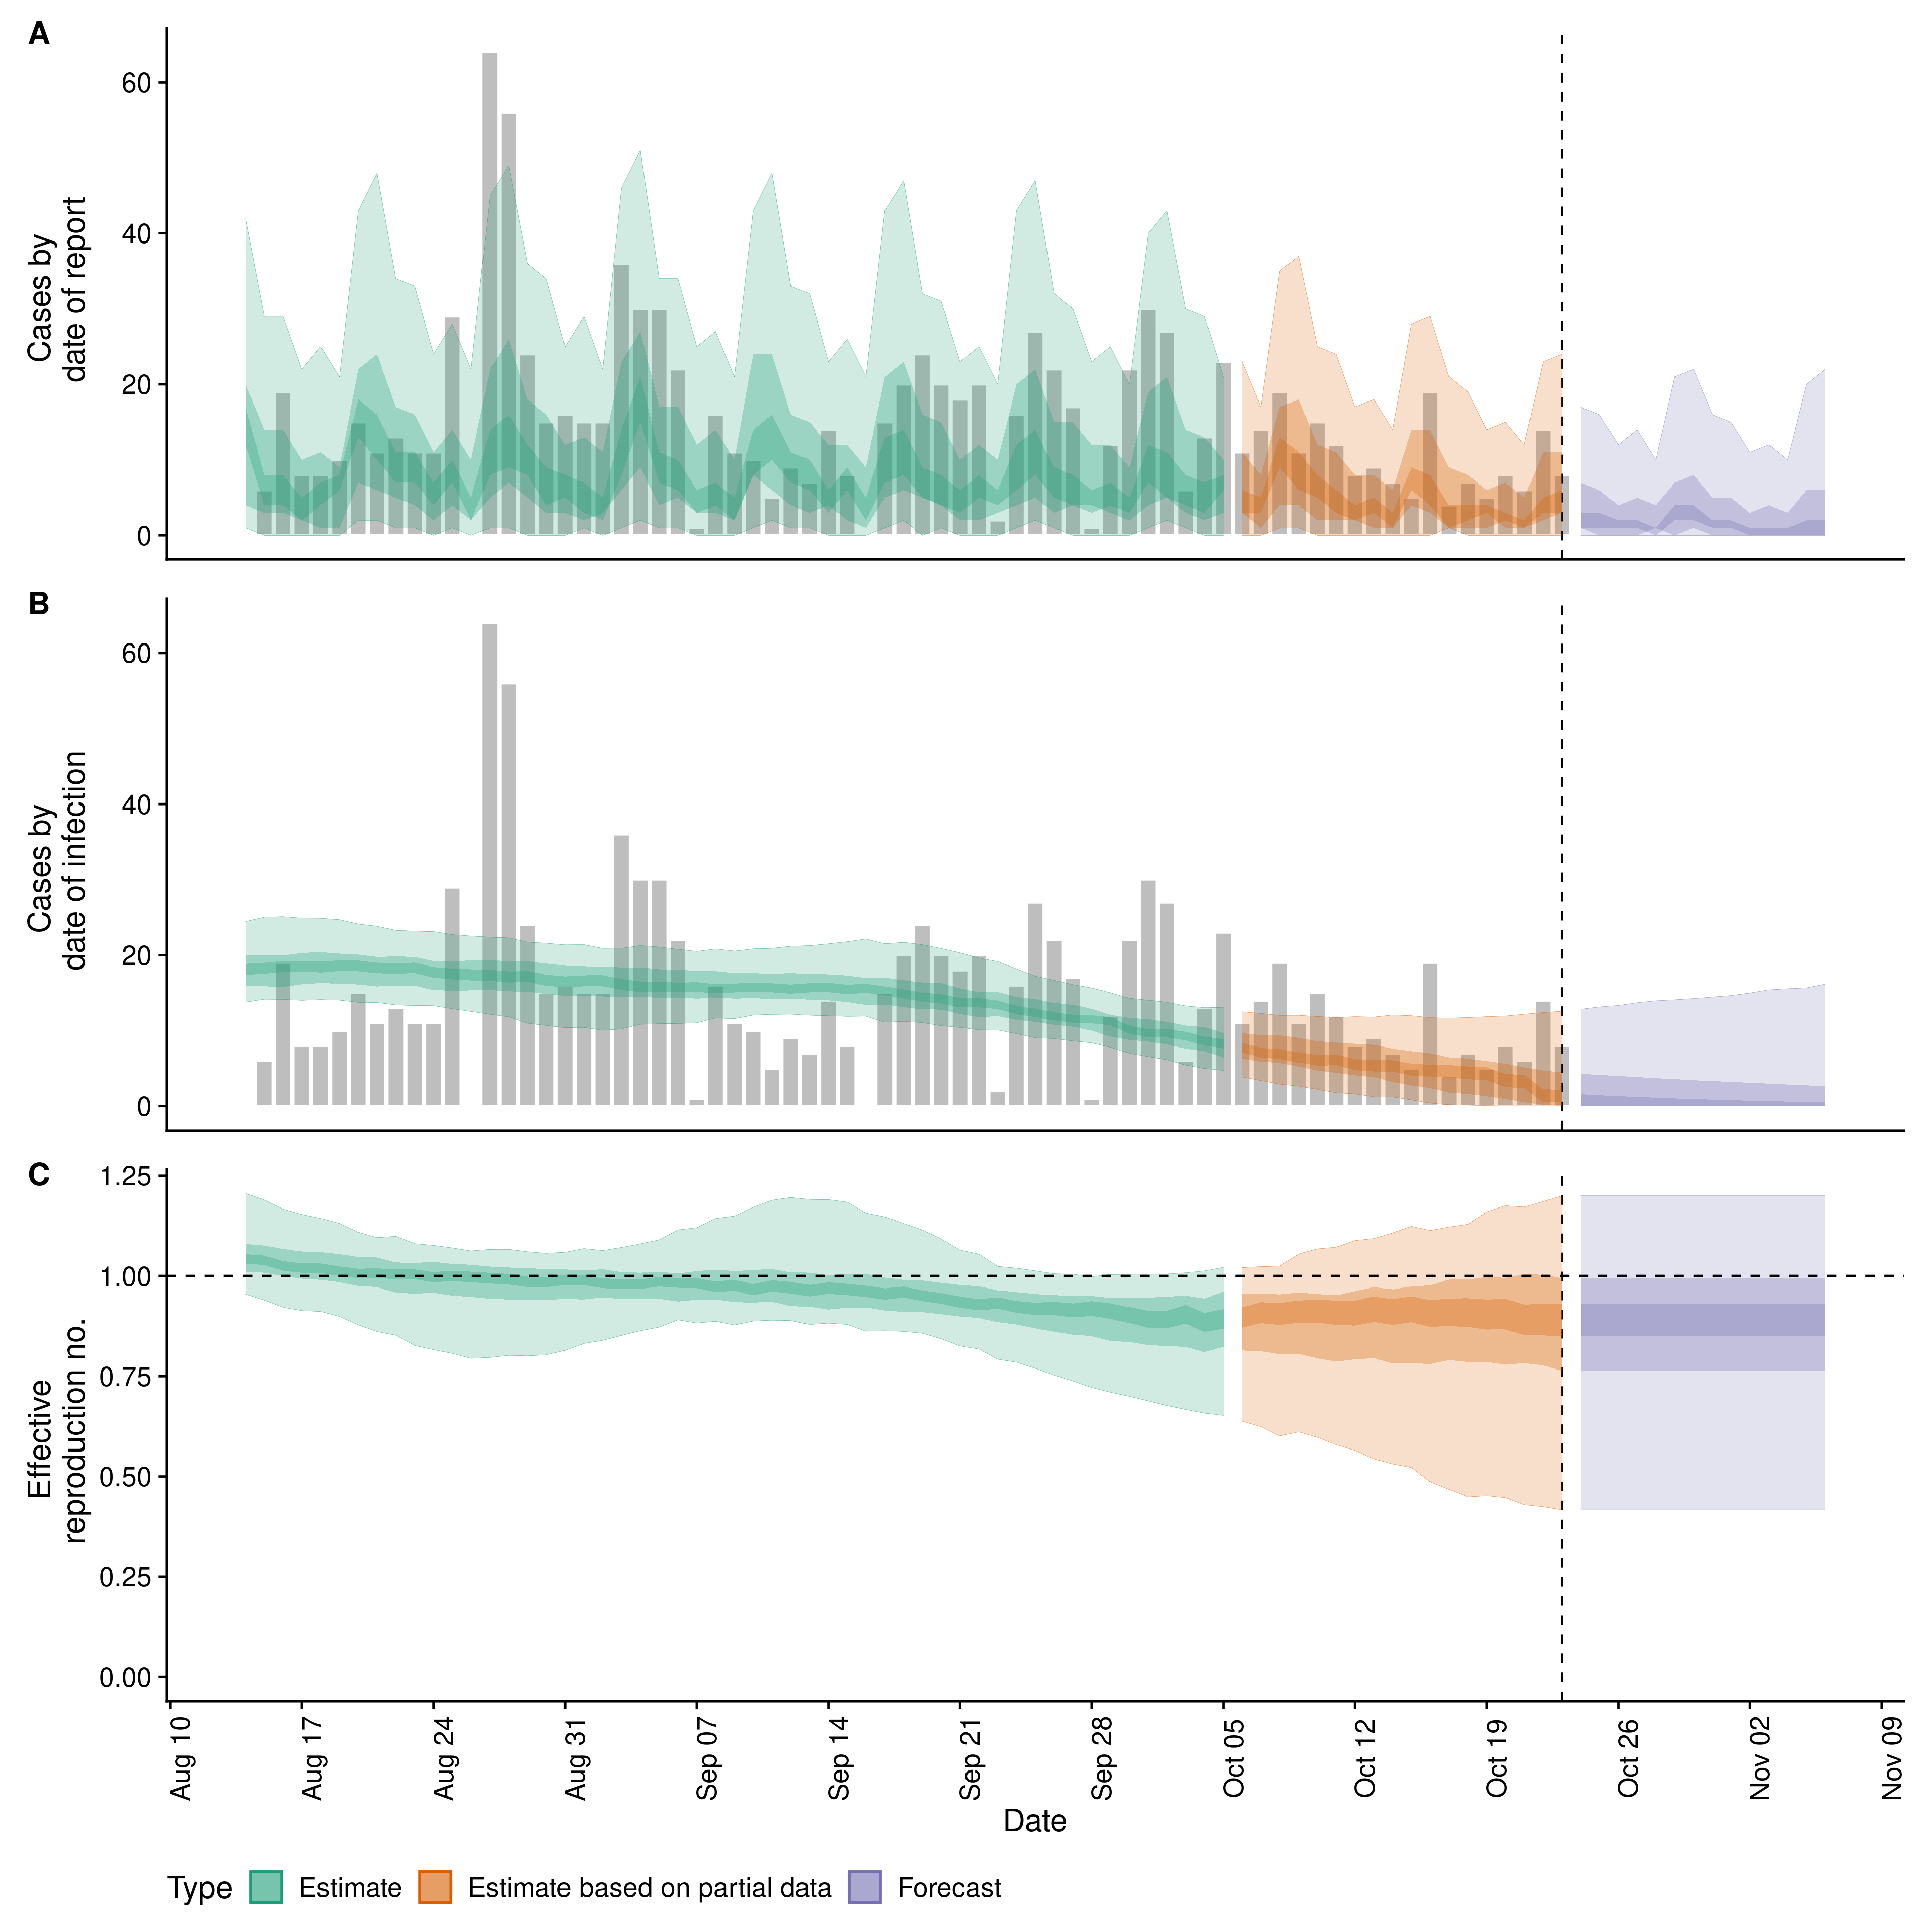 A
Cases by
date of report
60
40
20
0
B
Cases by
date of infection
60
40
20
0
C
Effective
reproduction no.
1.25
1.00
0.75
0.50
0.25
0.00
Aug 10
Aug 17
Aug 24
Aug 31
Sep 07
Sep 14
Sep 21
Sep 28
Oct 05
Oct 12
Oct 19
Oct 26
Nov 02
Nov 09
Date
Type Estimate Estimate based on partial data Forecast